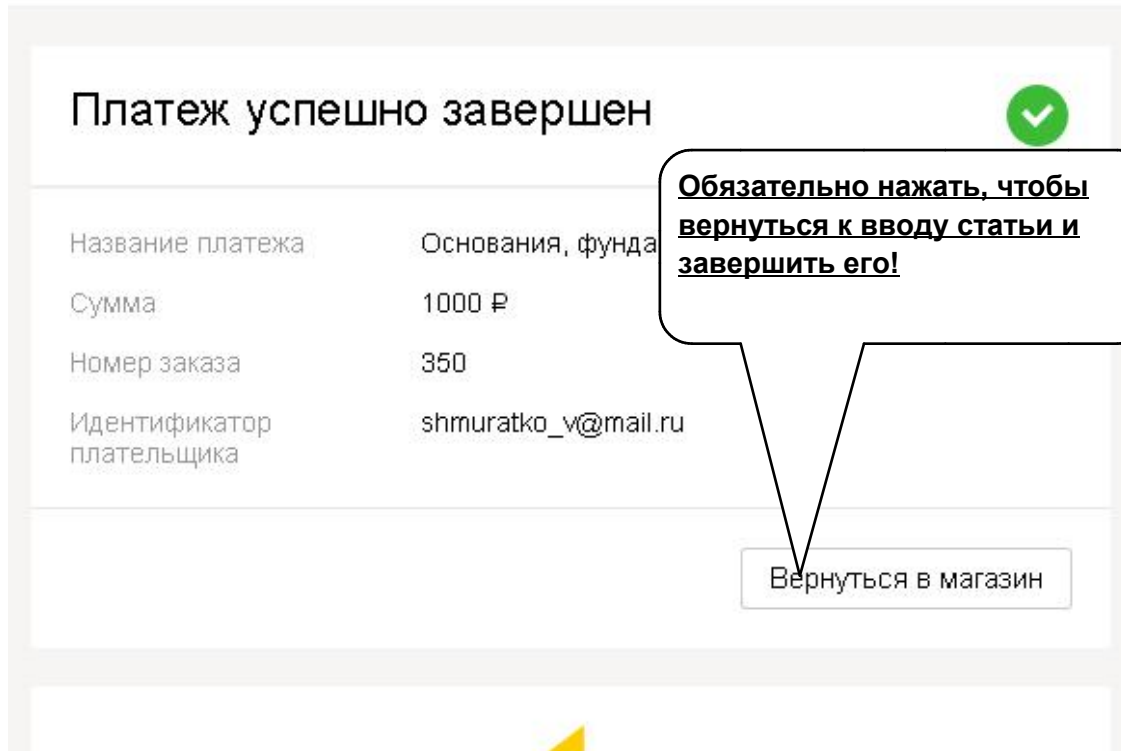 Платеж успешно завершен
Обязательно нажать, чтобы
вернуться к вводу статьи и
завершить его!
Название платежа Основания, фунда
Сумма 1000 ₽
Номер заказа 350
Идентификатор
плательщика
shmuratko_v@mail.ru
Вернуться в магазин